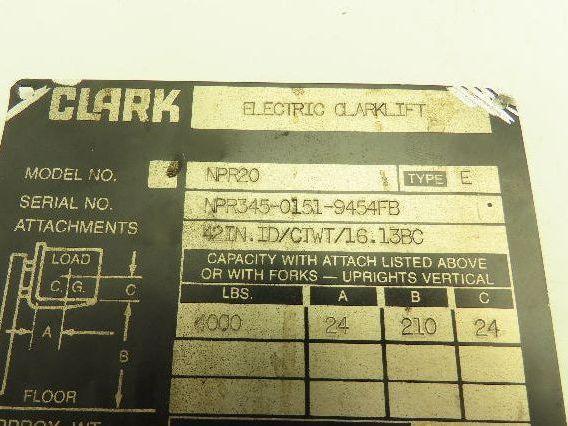 CLARK
ELECTRIC CLARKLIFT
MODEL NO. NPR20 TYPE E
SERIAL NO. NPR345-0151-9454FB
ATTACHMENTS 42IN.ID/CTWT/16.13BC
CAPACITY WITH ATTACH LISTED ABOVE
OR WITH FORKS — UPRIGHTS VERTICAL
LBS. A B C
4000 24 210 24
LOAD
C.G.
C
A
B
FLOOR
WT